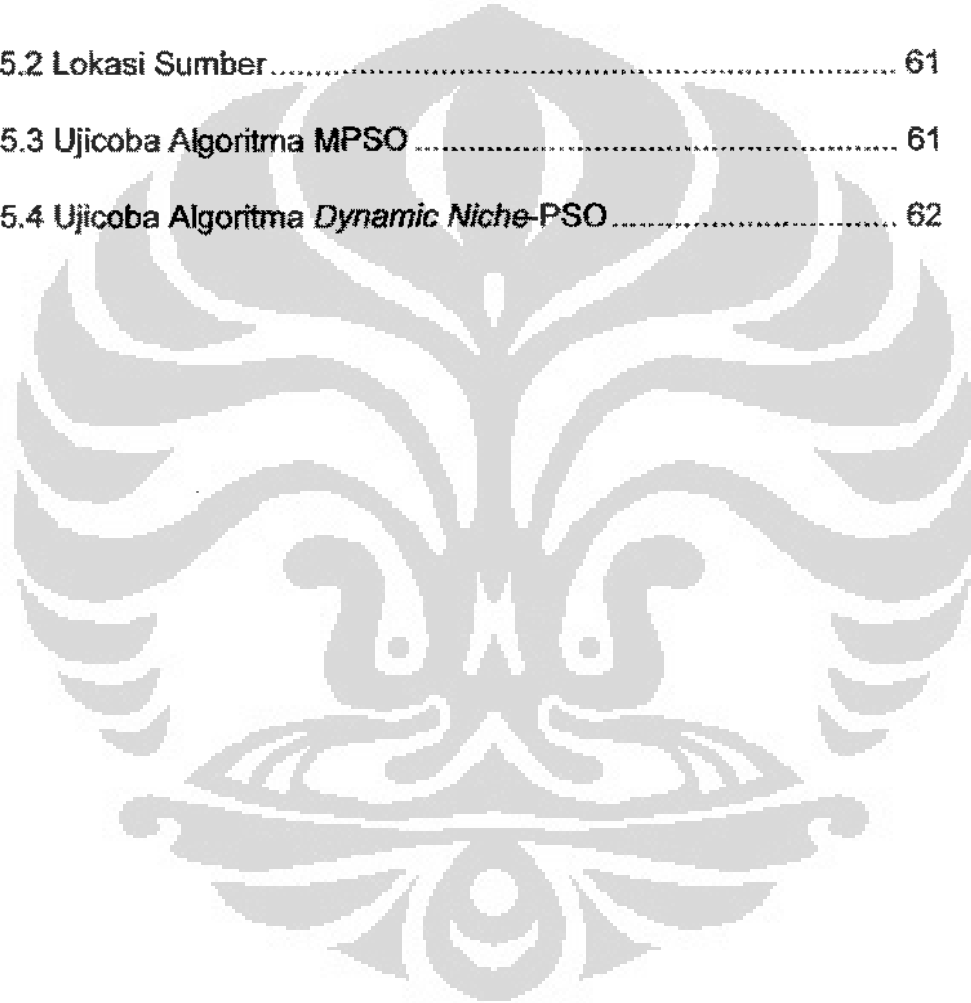 5.2 Lokasi Sumber ........................................ 61
5.3 Ujicoba Algoritma MPSO ........................................ 61
5.4 Ujicoba Algoritma Dynamic Niche-PSO ........................................ 62